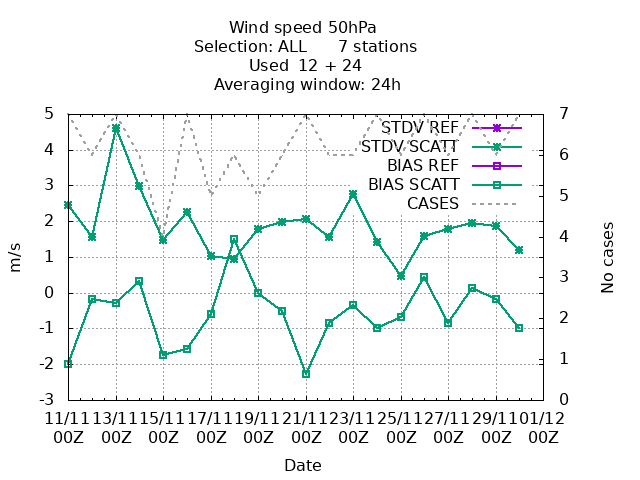 Wind speed 50hPa
Selection: ALL      7 stations
Used  12 + 24
Averaging window: 24h
5
4
3
2
1
0
-1
-2
-3
m/s
7
6
5
4
3
2
1
0
No cases
STDV REF
STDV SCATT
BIAS REF
BIAS SCATT
CASES
11/11 13/11 15/11 17/11 19/11 21/11 23/11 25/11 27/11 29/11 01/12
00Z 00Z 00Z 00Z 00Z 00Z 00Z 00Z 00Z 00Z 00Z
Date